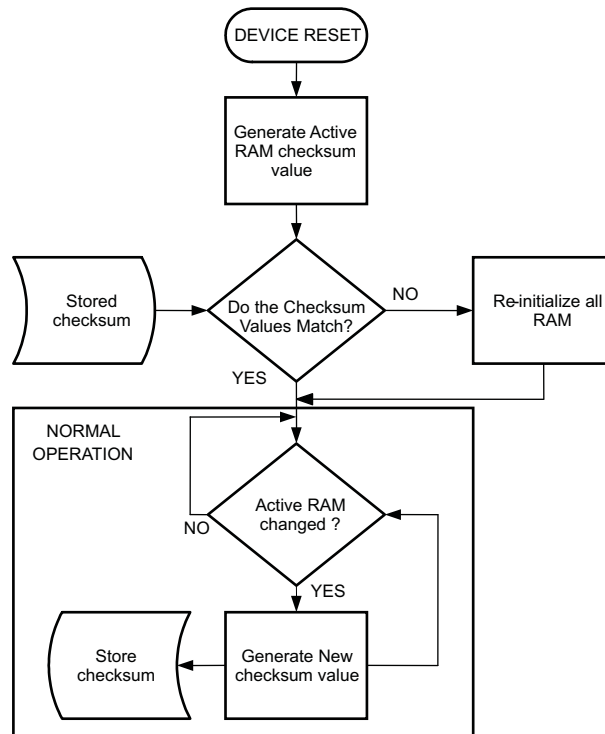 DEVICE RESET
Generate Active
RAM checksum
value
Stored
checksum
Do the Checksum
Values Match?
NO
Re-initialize all
RAM
YES
NORMAL
OPERATION
Active RAM
changed ?
NO
YES
Store
checksum
Generate New
checksum value